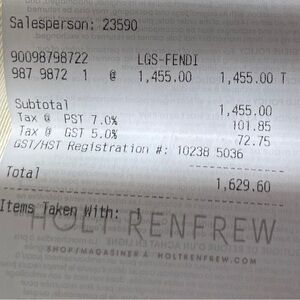 Salesperson: 23590
90098798722 LGS-FENDI
987 9872 1 @ 1,455.00 1,455.00 T
Subtotal 1,455.00
Tax @ PST 7.0% 101.85
Tax @ GST 5.0% 72.75
GST/HST Registration #: 10238 5036
Total 1,629.60
Items Taken With: 1
HOLT RENFREW
SHOP/MAGASINER À HOLTRENFREW.COM